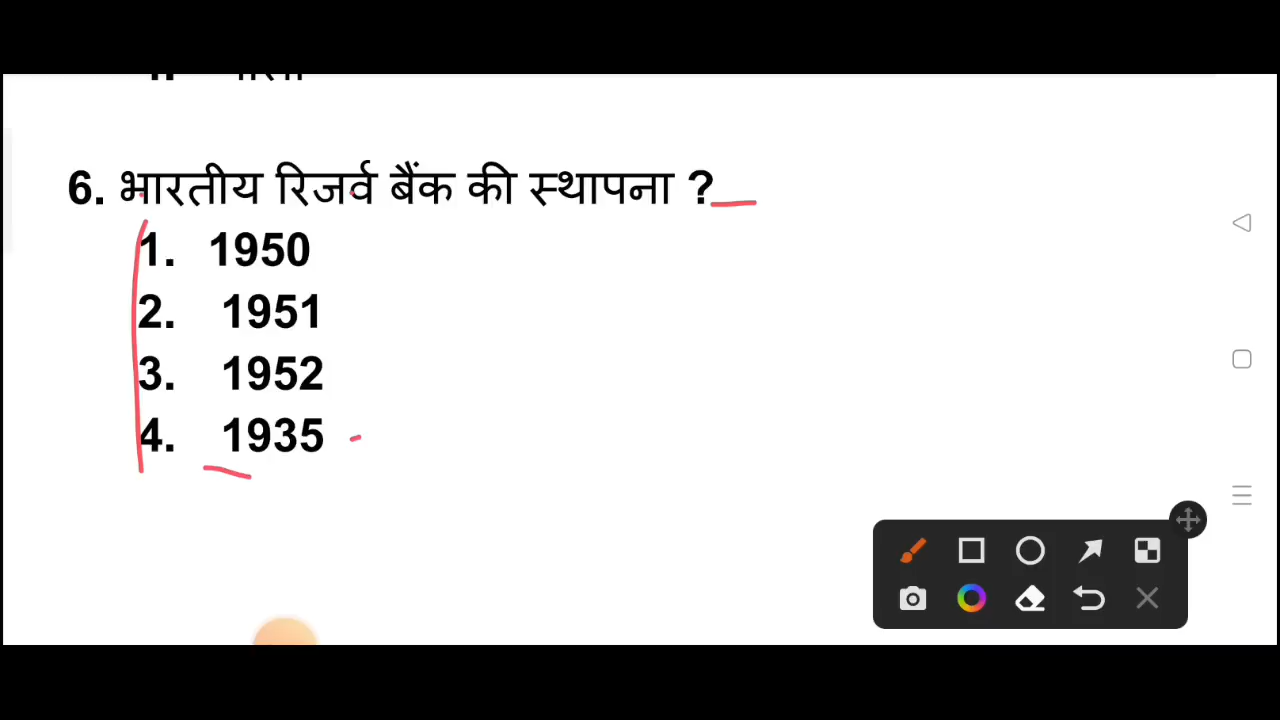 6. भारतीय रिजर्व बैंक की स्थापना ?
1. 1950
2. 1951
3. 1952
4. 1935